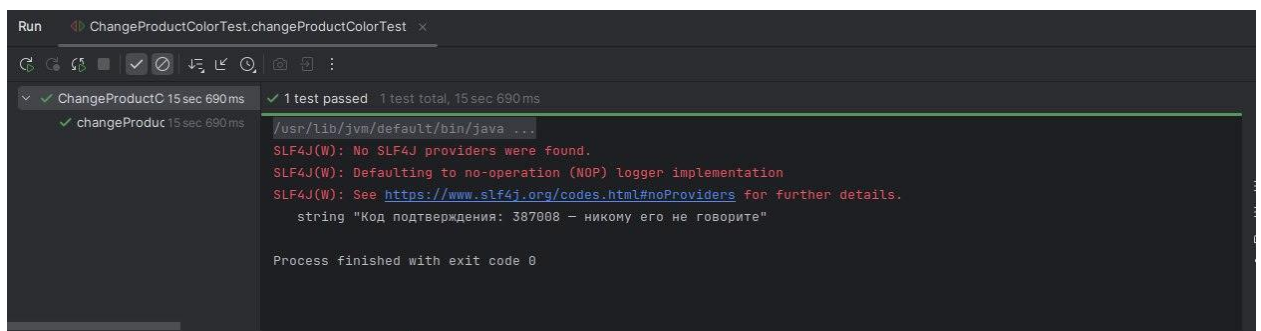 Run ChangeProductColorTest.changeProductColorTest ×
ChangeProductC 15 sec 690 ms
changeProduc 15 sec 690 ms
1 test passed 1 test total, 15 sec 690 ms
/usr/lib/jvm/default/bin/java ...
SLF4J(W): No SLF4J providers were found.
SLF4J(W): Defaulting to no-operation (NOP) logger implementation
SLF4J(W): See https://www.slf4j.org/codes.html#noProviders for further details.
string "Код подтверждения: 387008 — никому его не говорите"
Process finished with exit code 0